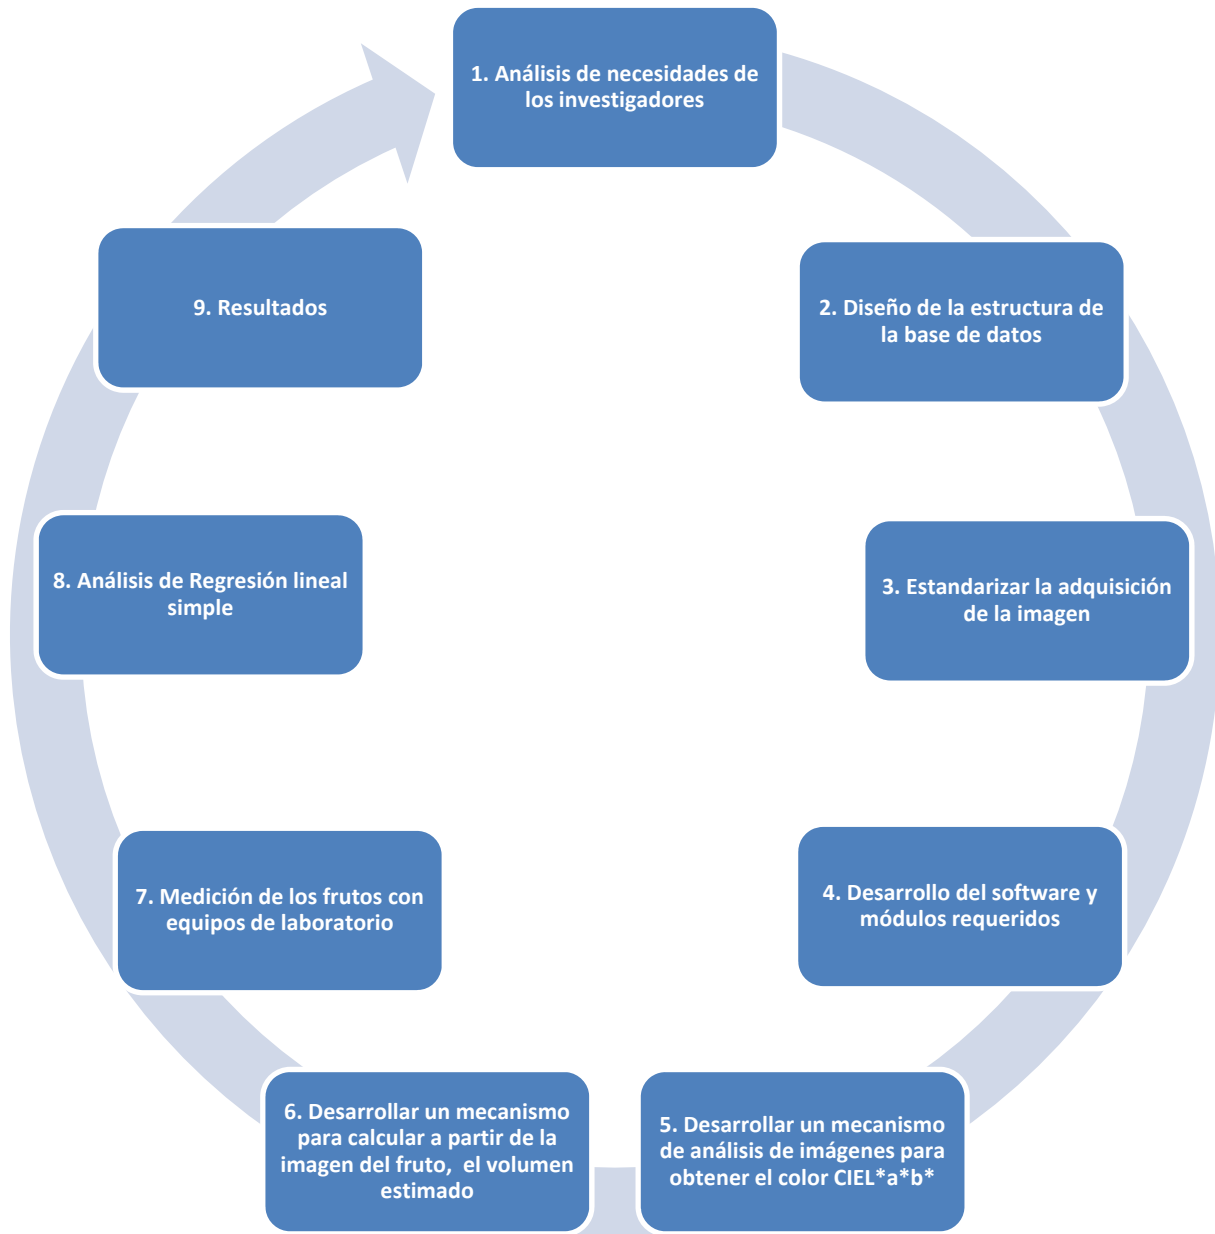 1. Análisis de necesidades de
los investigadores
2. Diseño de la estructura de
la base de datos
3. Estandarizar la adquisición
de la imagen
4. Desarrollo del software y
módulos requeridos
5. Desarrollar un mecanismo
de análisis de imágenes para
obtener el color CIEL*a*b*
6. Desarrollar un mecanismo
para calcular a partir de la
imagen del fruto, el volumen
estimado
7. Medición de los frutos con
equipos de laboratorio
8. Análisis de Regresión lineal
simple
9. Resultados